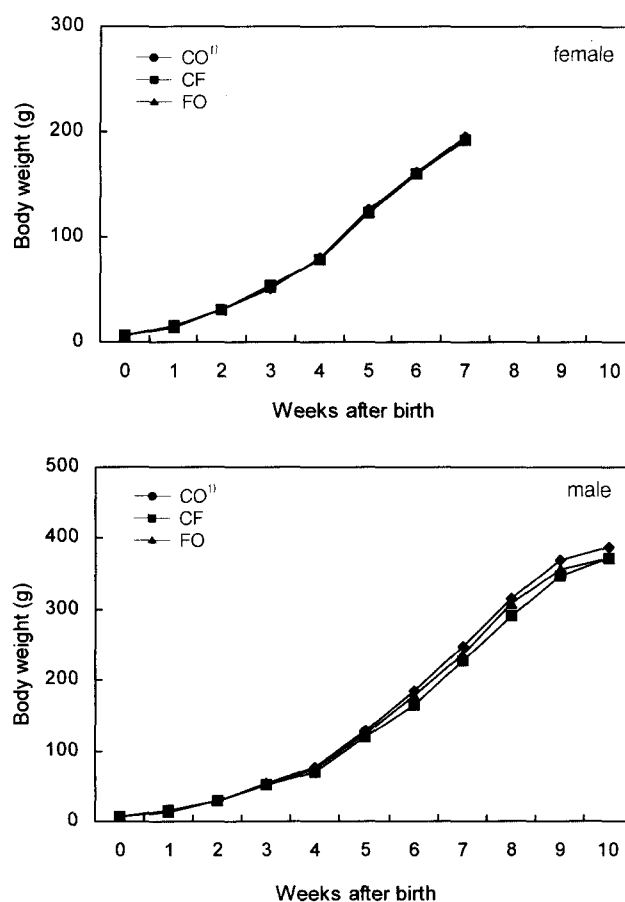 300
200
100
0
Body weight (g)
CO¹⁾
CF
FO
female
0 1 2 3 4 5 6 7 8 9 10
Weeks after birth
500
400
300
200
100
0
Body weight (g)
CO¹⁾
CF
FO
male
0 1 2 3 4 5 6 7 8 9 10
Weeks after birth